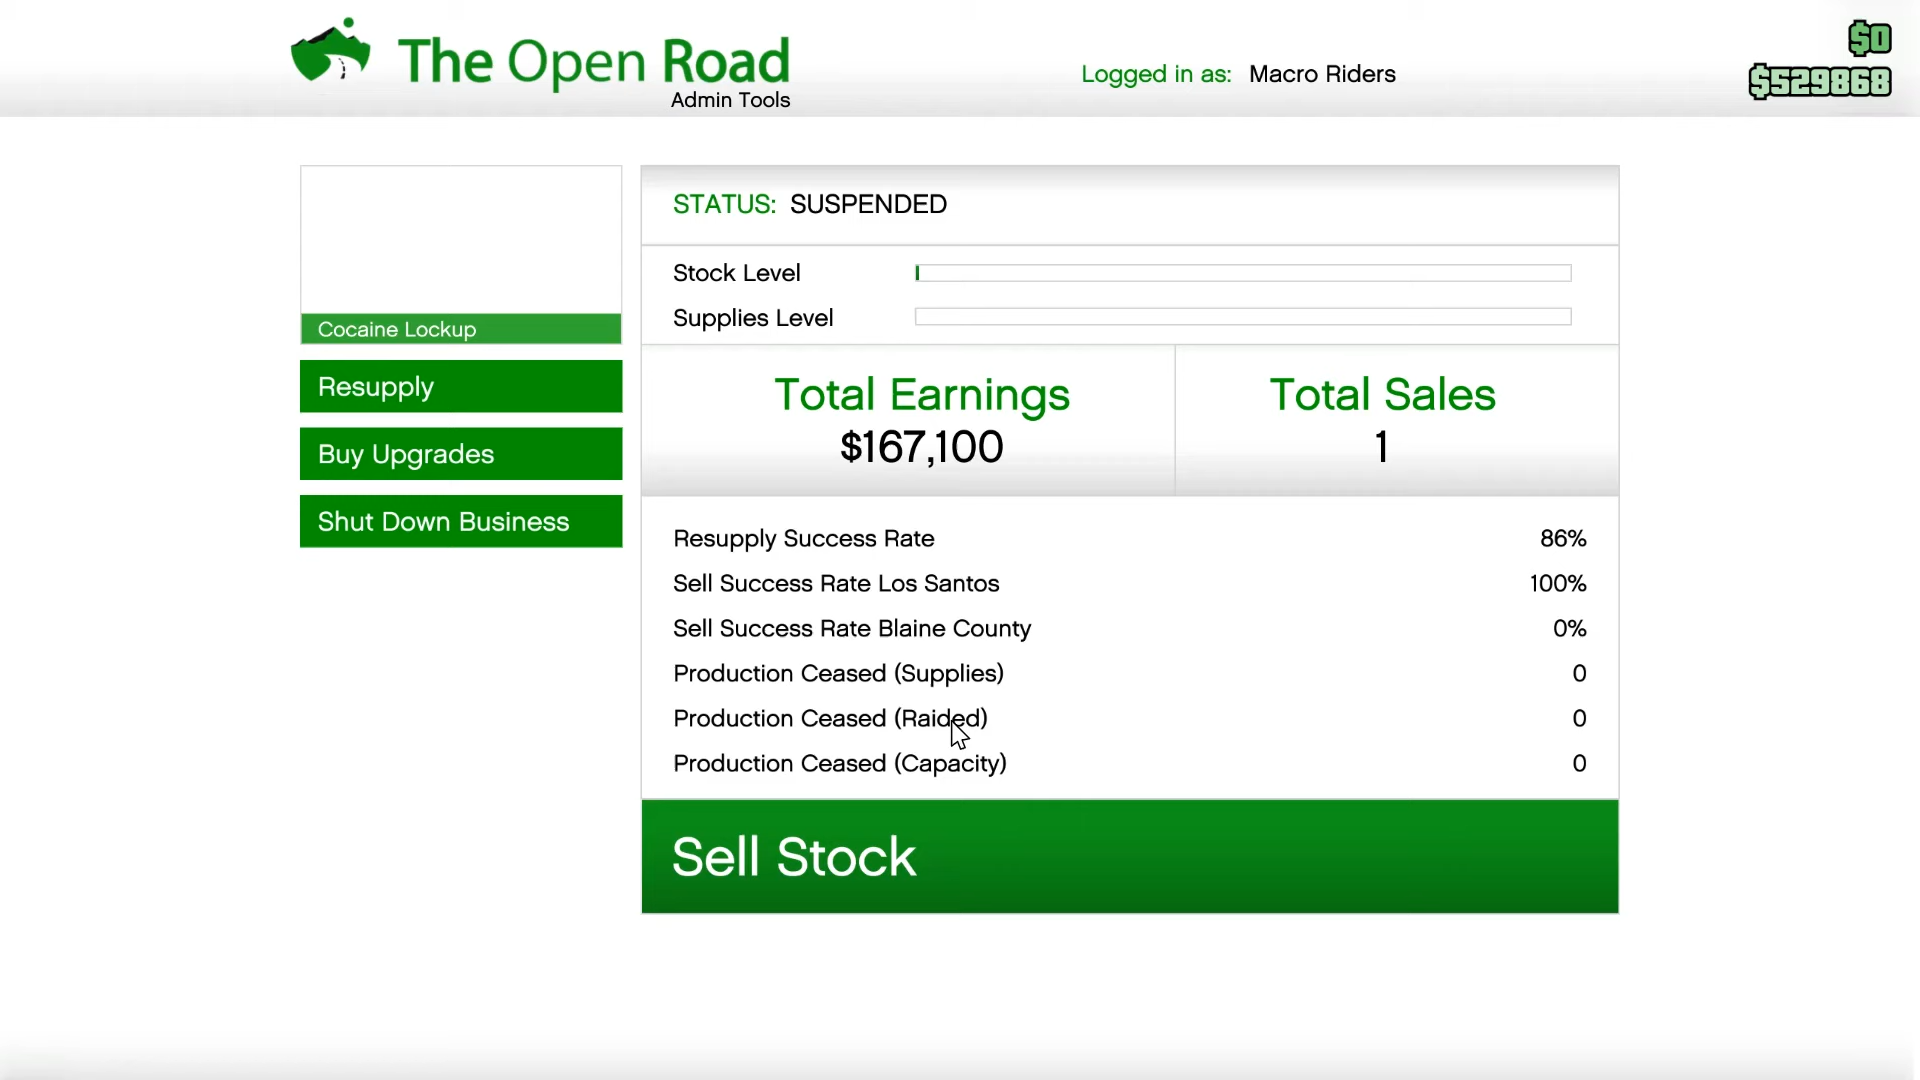 The Open Road
Admin Tools
Logged in as: Macro Riders
$0
$529868
Cocaine Lockup
Resupply
Buy Upgrades
Shut Down Business
STATUS: SUSPENDED
Stock Level
Supplies Level
Total Earnings
$167,100
Total Sales
1
Resupply Success Rate 86%
Sell Success Rate Los Santos 100%
Sell Success Rate Blaine County 0%
Production Ceased (Supplies) 0
Production Ceased (Raided) 0
Production Ceased (Capacity) 0
Sell Stock